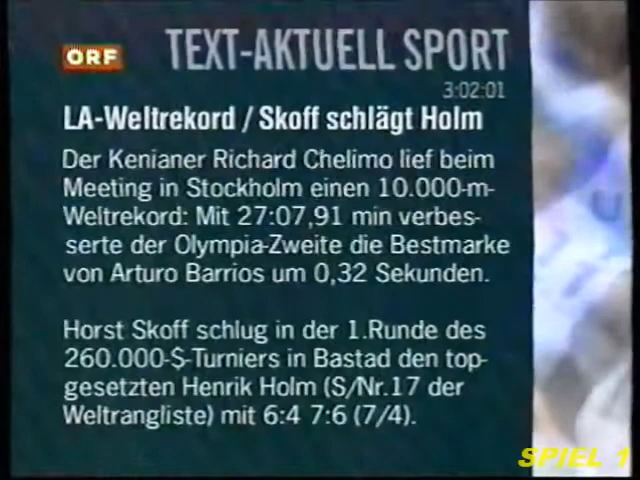 ORF TEXT-AKTUELL SPORT
3:02:01
LA-Weltrekord / Skoff schlägt Holm
Der Kenianer Richard Chelimo lief beim
Meeting in Stockholm einen 10.000-m-
Weltrekord: Mit 27:07,91 min verbes-
serte der Olympia-Zweite die Bestmarke
von Arturo Barrios um 0,32 Sekunden.
Horst Skoff schlug in der 1.Runde des
260.000-$-Turniers in Bastad den top-
gesetzten Henrik Holm (S/Nr.17 der
Weltrangliste) mit 6:4 7:6 (7/4).
SPIEL 1